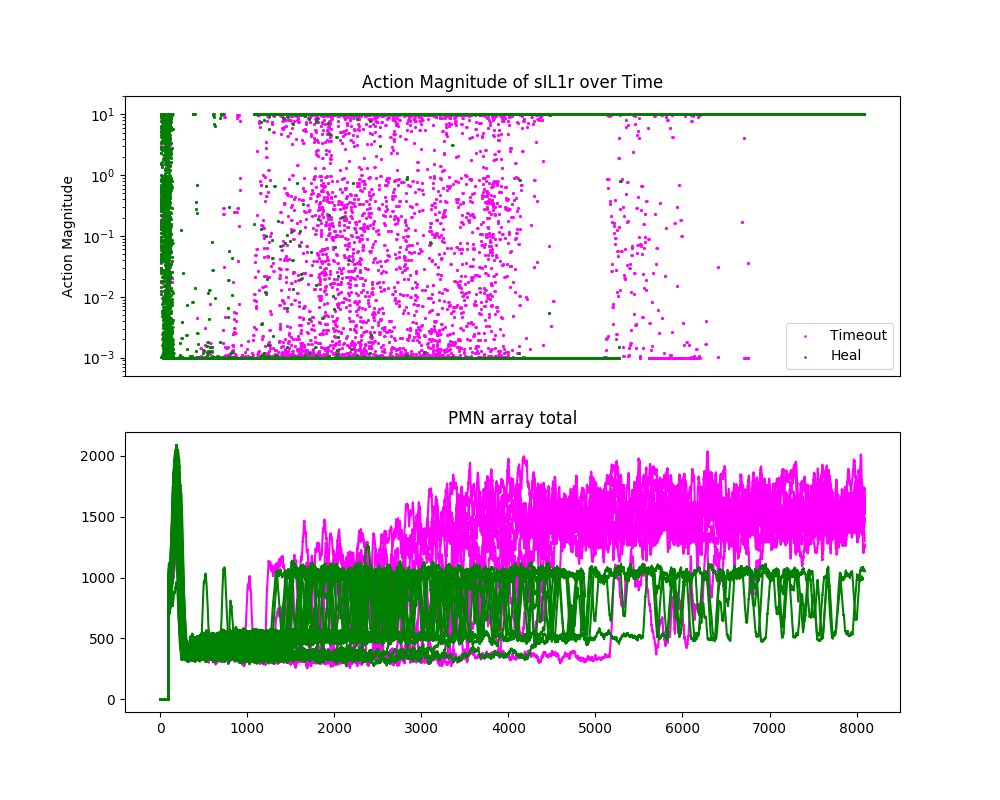 Action Magnitude of sIL1r over Time
Action Magnitude
10¹
10⁰
10⁻¹
10⁻²
10⁻³
Timeout
Heal
PMN array total
2000
1500
1000
500
0
0 1000 2000 3000 4000 5000 6000 7000 8000